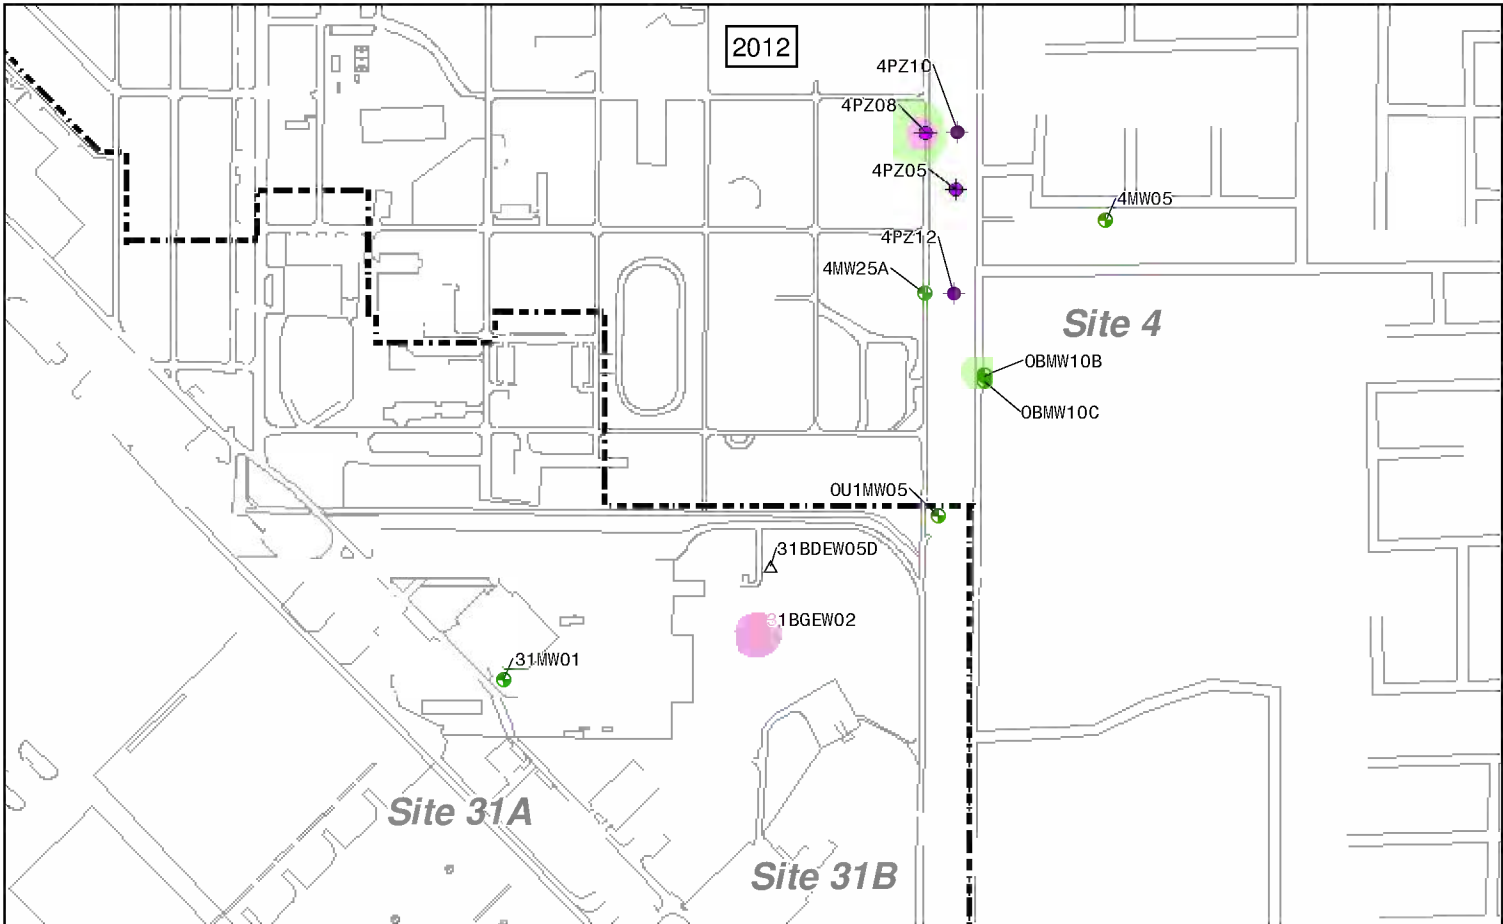 2012
4PZ10
4PZ08
4PZ05
4MW05
4PZ12
4MW25A
Site 4
OBMW10B
OBMW10C
OU1MW05
31BDEW05D
31BGEW02
31MW01
Site 31A
Site 31B